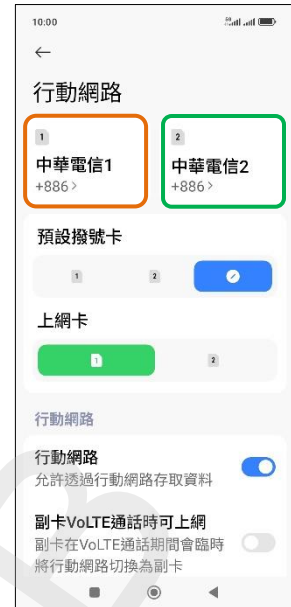 10:00
行動網路
1
中華電信1
+886 >
2
中華電信2
+886 >
預設撥號卡
1
2
上網卡
1
2
行動網路
行動網路
允許透過行動網路存取資料
副卡VoLTE通話時可上網
副卡在VoLTE通話期間會臨時
將行動網路切換為副卡